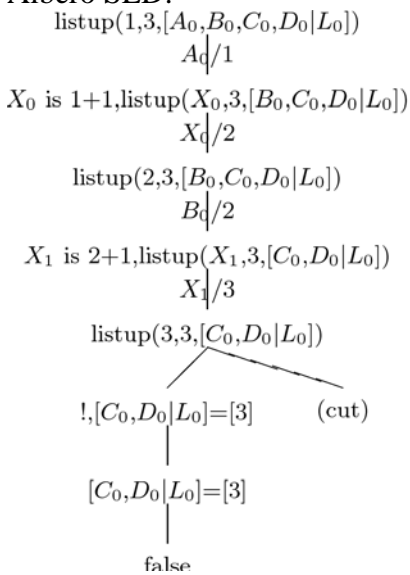 Albero SLD:
listup(1,3,[A₀,B₀,C₀,D₀|L₀])
A₀/1
X₀ is 1+1,listup(X₀,3,[B₀,C₀,D₀|L₀])
X₀/2
listup(2,3,[B₀,C₀,D₀|L₀])
B₀/2
X₁ is 2+1,listup(X₁,3,[C₀,D₀|L₀])
X₁/3
listup(3,3,[C₀,D₀|L₀])
!,[C₀,D₀|L₀]=[3] (cut)
[C₀,D₀|L₀]=[3]
false